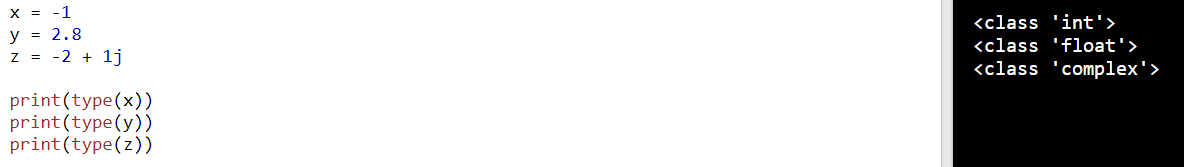 x = -1
y = 2.8
z = -2 + 1j
print(type(x))
print(type(y))
print(type(z))
<class 'int'>
<class 'float'>
<class 'complex'>